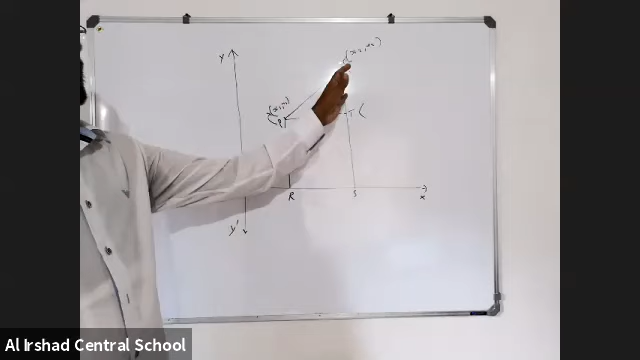 y
(x₂, y₂)
(x₁, y₁)
P
T (
R
S
x
y'
Al Irshad Central School